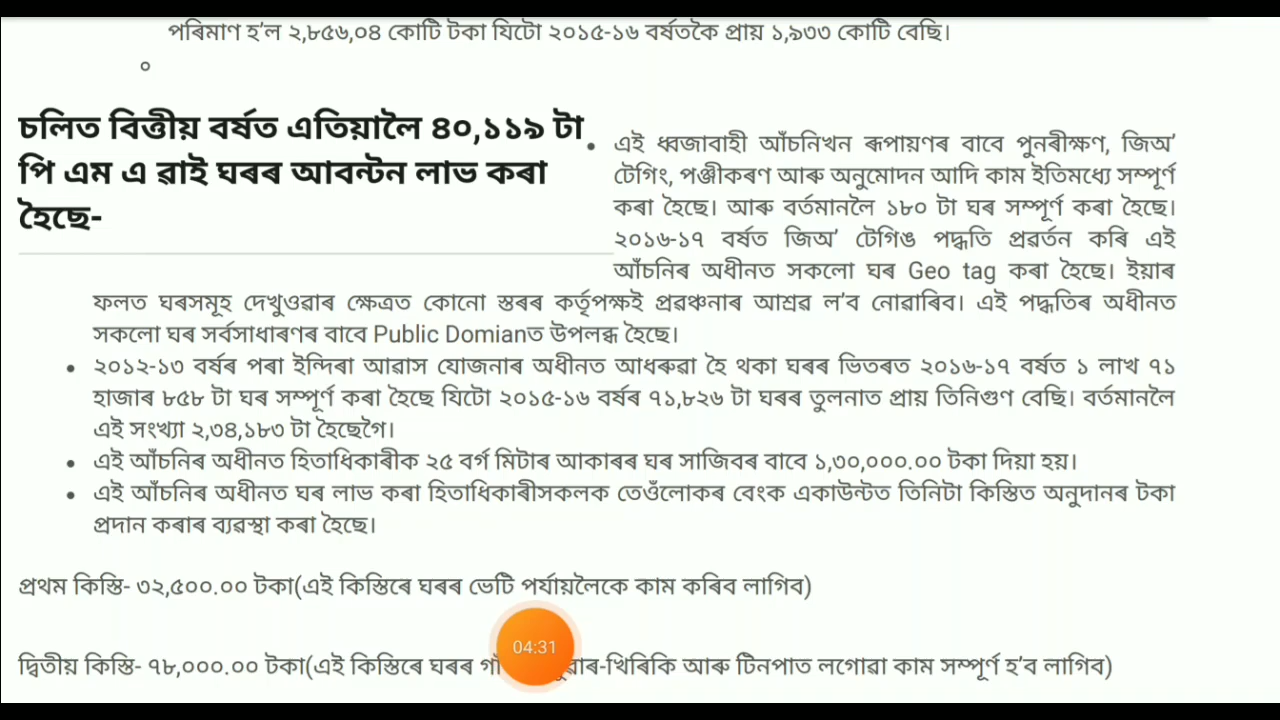 পৰিমাণ হ'ল ২,৮৫৬,০৪ কোটি টকা যিটো ২০১৫-১৬ বৰ্ষতকৈ প্ৰায় ১,৯৩৩ কোটি বেছি।
চলিত বিত্তীয় বৰ্ষত এতিয়ালৈ ৪০,১১৯ টা
পি এম এ ৱাই ঘৰৰ আবন্টন লাভ কৰা
হৈছে-
এই ধ্বজাবাহী আঁচনিখন ৰূপায়ণৰ বাবে পুনৰীক্ষণ, জিঅ'
টেগিং, পঞ্জীকৰণ আৰু অনুমোদন আদি কাম ইতিমধ্যে সম্পূৰ্ণ
কৰা হৈছে। আৰু বৰ্তমানলৈ ১৮০ টা ঘৰ সম্পূৰ্ণ কৰা হৈছে।
২০১৬-১৭ বৰ্ষত জিঅ' টেগিঙ পদ্ধতি প্ৰৱৰ্তন কৰি এই
আঁচনিৰ অধীনত সকলো ঘৰ Geo tag কৰা হৈছে। ইয়াৰ
ফলত ঘৰসমূহ দেখুওৱাৰ ক্ষেত্ৰত কোনো স্তৰৰ কৰ্তৃপক্ষই প্ৰৱঞ্চনাৰ আশ্ৰৱ ল'ব নোৱাৰিব। এই পদ্ধতিৰ অধীনত
সকলো ঘৰ সৰ্বসাধাৰণৰ বাবে Public Domianত উপলব্ধ হৈছে।
২০১২-১৩ বৰ্ষৰ পৰা ইন্দিৰা আৱাস যোজনাৰ অধীনত আধৰুৱা হৈ থকা ঘৰৰ ভিতৰত ২০১৬-১৭ বৰ্ষত ১ লাখ ৭১
হাজাৰ ৮৫৮ টা ঘৰ সম্পূৰ্ণ কৰা হৈছে যিটো ২০১৫-১৬ বৰ্ষৰ ৭১,৮২৬ টা ঘৰৰ তুলনাত প্ৰায় তিনিগুণ বেছি। বৰ্তমানলৈ
এই সংখ্যা ২,৩৪,১৮৩ টা হৈছেগৈ।
এই আঁচনিৰ অধীনত হিতাধিকাৰীক ২৫ বৰ্গ মিটাৰ আকাৰৰ ঘৰ সাজিবৰ বাবে ১,৩০,০০০.০০ টকা দিয়া হয়।
এই আঁচনিৰ অধীনত ঘৰ লাভ কৰা হিতাধিকাৰীসকলক তেওঁলোকৰ বেংক একাউন্টত তিনিটা কিস্তিত অনুদানৰ টকা
প্ৰদান কৰাৰ ব্যৱস্থা কৰা হৈছে।
প্ৰথম কিস্তি- ৩২,৫০০.০০ টকা(এই কিস্তিৰে ঘৰৰ ভেটি পৰ্যায়লৈকে কাম কৰিব লাগিব)
04:31
দ্বিতীয় কিস্তি- ৭৮,০০০.০০ টকা(এই কিস্তিৰে ঘৰৰ খিৰিকি আৰু টিনপাত লগোৱা কাম সম্পূৰ্ণ হ'ব লাগিব)